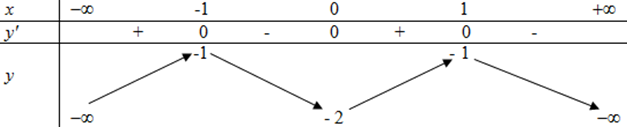 x −∞ -1 0 1 +∞
y′ + 0 - 0 + 0 -
-1 - 1
y
−∞ - 2 −∞